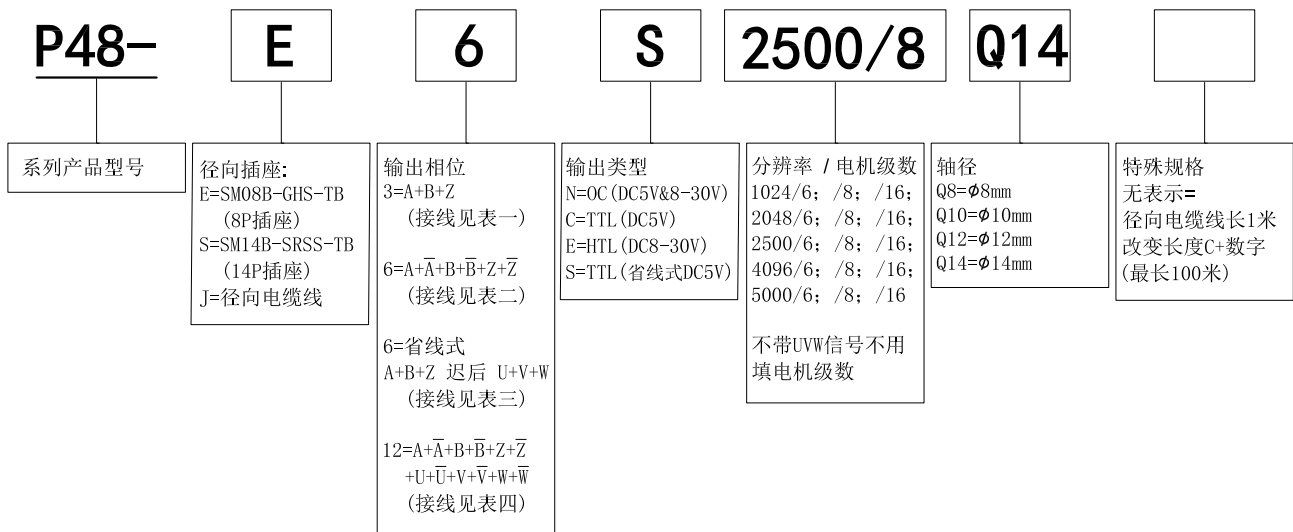 P48- E 6 S 2500/8 Q14
系列产品型号
径向插座:
E=SM08B-GHS-TB
(8P插座)
S=SM14B-SRSS-TB
(14P插座)
J=径向电缆线
输出相位
3=A+B+Z
(接线见表一)
6=A+A̅+B+B̅+Z+Z̅
(接线见表二)
6=省线式
A+B+Z 迟后 U+V+W
(接线见表三)
12=A+A̅+B+B̅+Z+Z̅
+U+U̅+V+V̅+W+W̅
(接线见表四)
输出类型
N=OC(DC5V&8-30V)
C=TTL(DC5V)
E=HTL(DC8-30V)
S=TTL(省线式DC5V)
分辨率 / 电机级数
1024/6; /8; /16;
2048/6; /8; /16;
2500/6; /8; /16;
4096/6; /8; /16;
5000/6; /8; /16
不带UVW信号不用
填电机级数
轴径
Q8=ϕ8mm
Q10=ϕ10mm
Q12=ϕ12mm
Q14=ϕ14mm
特殊规格
无表示=
径向电缆线长1米
改变长度C+数字
(最长100米)